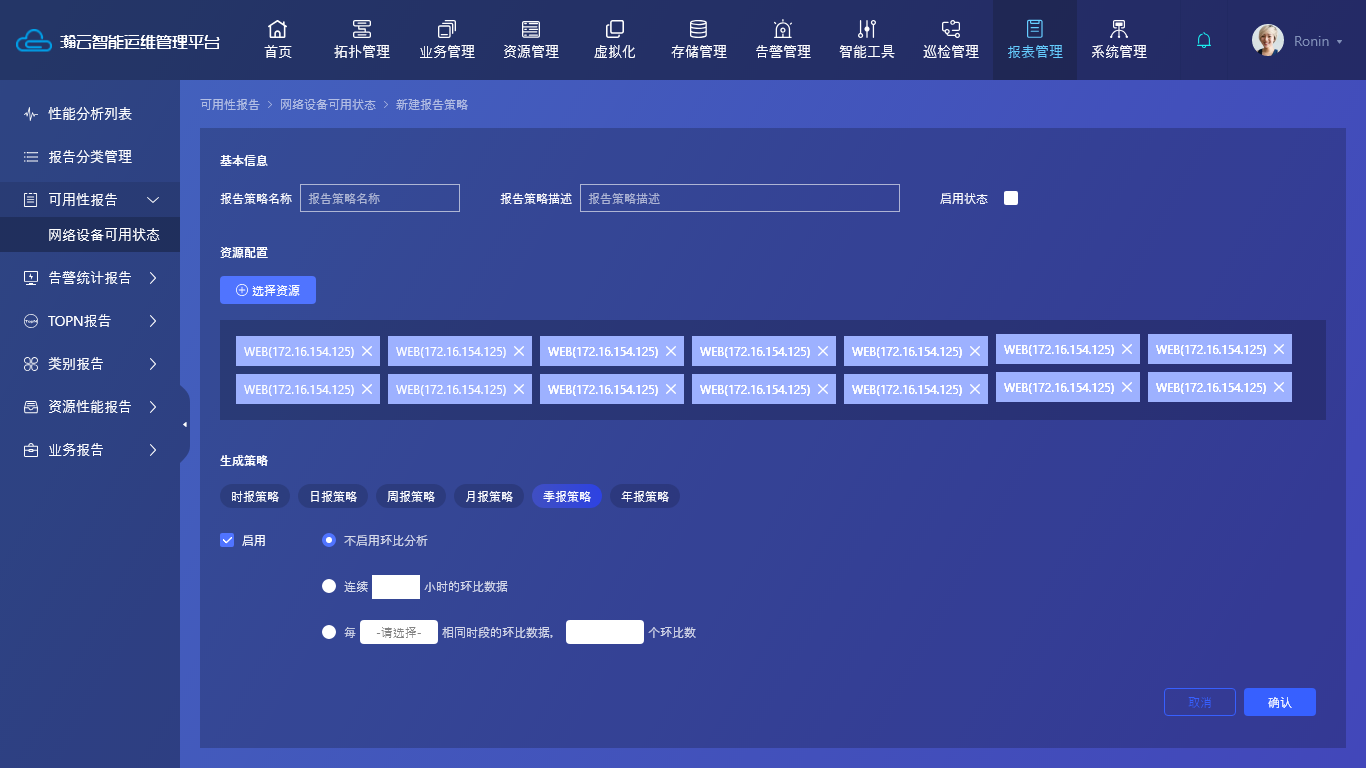 瀚云智能运维管理平台
首页 拓扑管理 业务管理 资源管理 虚拟化 存储管理 告警管理 智能工具 巡检管理 报表管理 系统管理 Ronin
可用性报告 > 网络设备可用状态 > 新建报告策略
性能分析列表
报告分类管理
可用性报告
网络设备可用状态
告警统计报告
TOPN报告
类别报告
资源性能报告
业务报告
基本信息
报告策略名称 报告策略名称 报告策略描述 报告策略描述 启用状态
资源配置
选择资源
WEB(172.16.154.125) WEB(172.16.154.125) WEB(172.16.154.125) WEB(172.16.154.125) WEB(172.16.154.125) WEB(172.16.154.125) WEB(172.16.154.125)
WEB(172.16.154.125) WEB(172.16.154.125) WEB(172.16.154.125) WEB(172.16.154.125) WEB(172.16.154.125) WEB(172.16.154.125) WEB(172.16.154.125)
生成策略
时报策略 日报策略 周报策略 月报策略 季报策略 年报策略
启用 不启用环比分析
连续 小时的环比数据
每 -请选择- 相同时段的环比数据, 个环比数
取消 确认